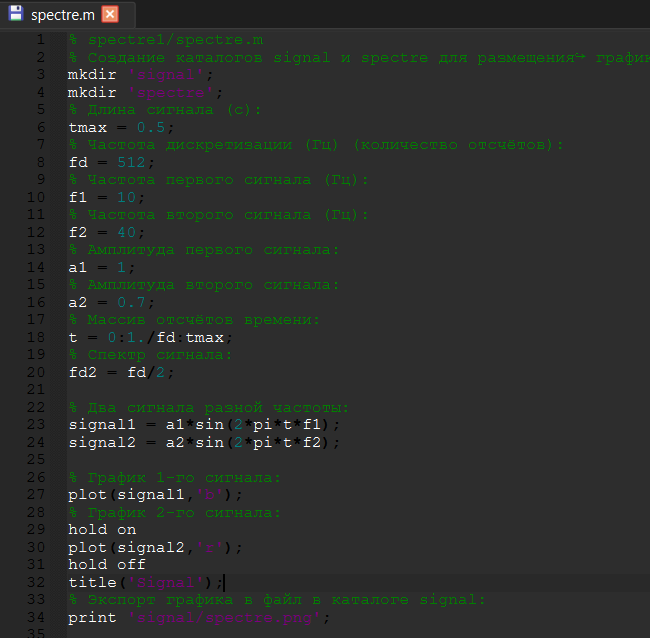 spectre.m
1 % spectre1/spectre.m
2 % Создание каталогов signal и spectre для размещения↪ график
3 mkdir 'signal';
4 mkdir 'spectre';
5 % Длина сигнала (с):
6 tmax = 0.5;
7 % Частота дискретизации (Гц) (количество отсчётов):
8 fd = 512;
9 % Частота первого сигнала (Гц):
10 f1 = 10;
11 % Частота второго сигнала (Гц):
12 f2 = 40;
13 % Амплитуда первого сигнала:
14 a1 = 1;
15 % Амплитуда второго сигнала:
16 a2 = 0.7;
17 % Массив отсчётов времени:
18 t = 0:1./fd:tmax;
19 % Спектр сигнала:
20 fd2 = fd/2;
21
22 % Два сигнала разной частоты:
23 signal1 = a1*sin(2*pi*t*f1);
24 signal2 = a2*sin(2*pi*t*f2);
25
26 % График 1-го сигнала:
27 plot(signal1,'b');
28 % График 2-го сигнала:
29 hold on
30 plot(signal2,'r');
31 hold off
32 title('Signal');
33 % Экспорт графика в файл в каталоге signal:
34 print 'signal/spectre.png';
35